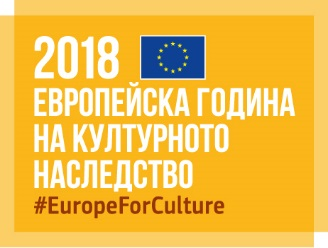 2018
ЕВРОПЕЙСКА ГОДИНА
НА КУЛТУРНОТО
НАСЛЕДСТВО
#EuropeForCulture